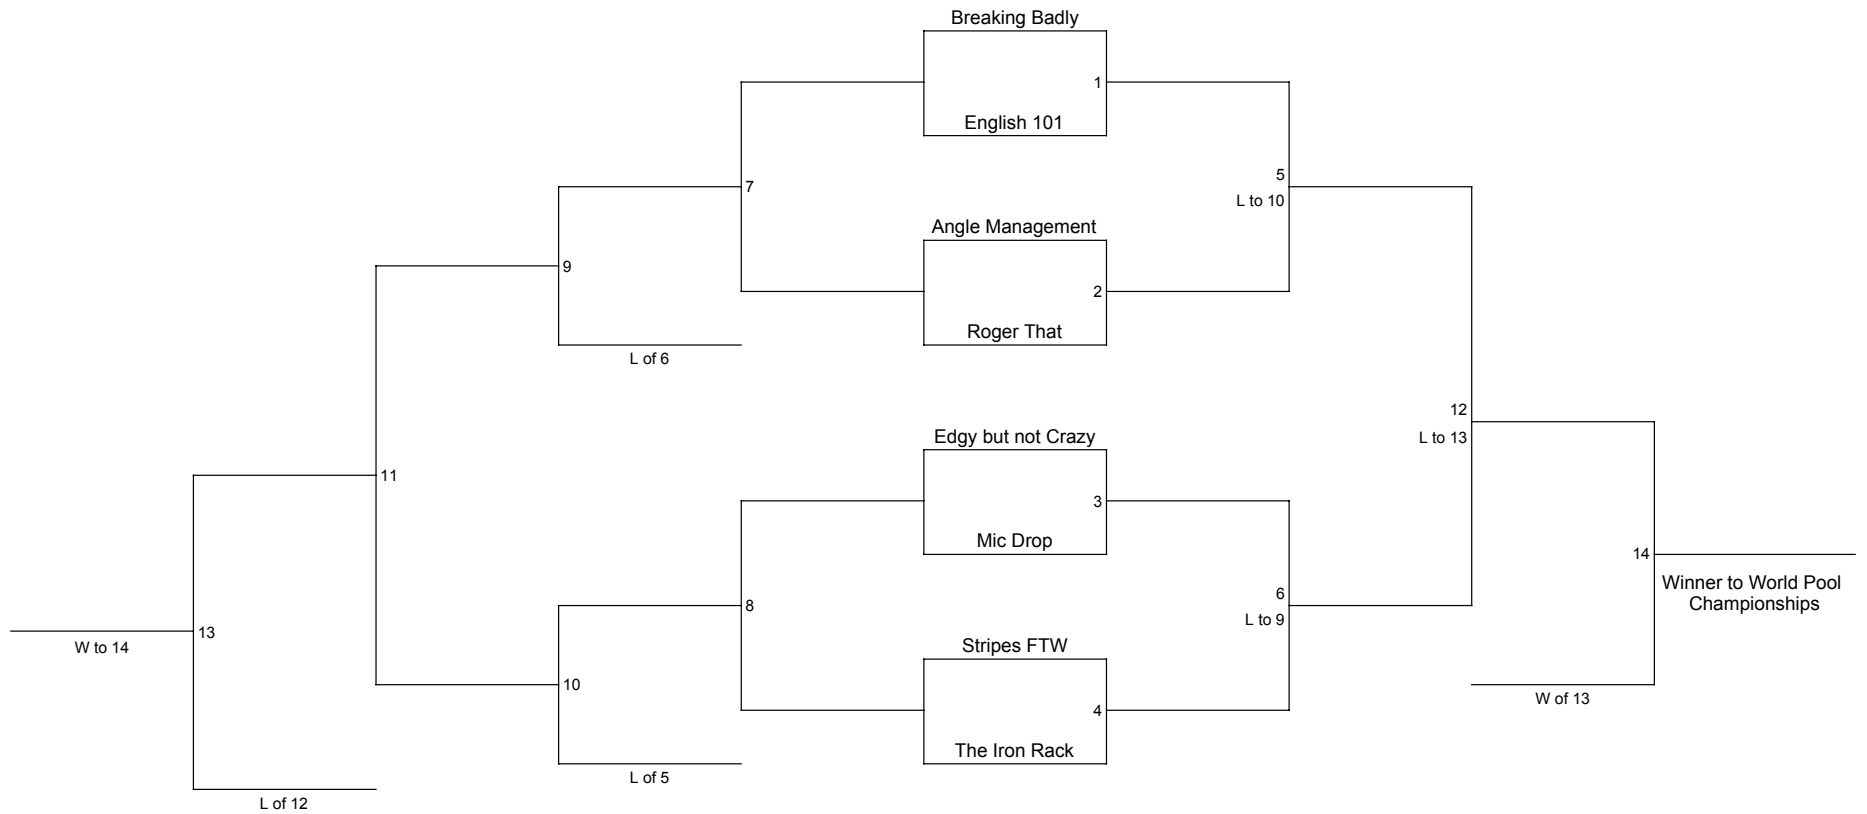 Breaking Badly
1
English 101
5
7
L to 10
Angle Management
9
2
Roger That
L of 6
12
Edgy but not Crazy
L to 13
11
3
Mic Drop
14
Winner to World Pool
Championships
6
8
L to 9
13
W to 14
Stripes FTW
10
W of 13
4
The Iron Rack
L of 5
L of 12